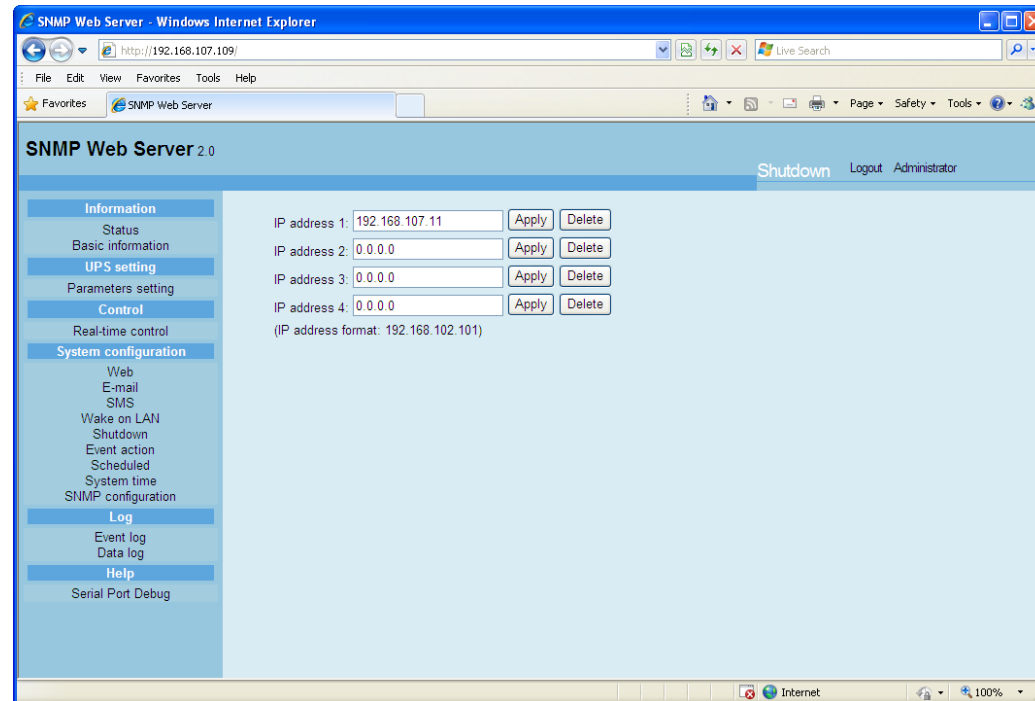 SNMP Web Server - Windows Internet Explorer
http://192.168.107.109/
Live Search
File Edit View Favorites Tools Help
Favorites SNMP Web Server
Page Safety Tools
SNMP Web Server 2.0
Shutdown Logout Administrator
Information
Status
Basic information
UPS setting
Parameters setting
Control
Real-time control
System configuration
Web
E-mail
SMS
Wake on LAN
Shutdown
Event action
Scheduled
System time
SNMP configuration
Log
Event log
Data log
Help
Serial Port Debug
IP address 1: 192.168.107.11 Apply Delete
IP address 2: 0.0.0.0 Apply Delete
IP address 3: 0.0.0.0 Apply Delete
IP address 4: 0.0.0.0 Apply Delete
(IP address format: 192.168.102.101)
Internet 100%